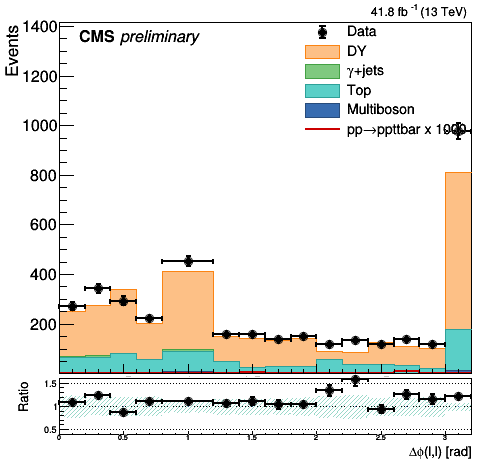 41.8 fb⁻¹ (13 TeV)
CMS preliminary
Events
1400
1200
1000
800
600
400
200
Data
DY
γ+jets
Top
Multiboson
pp→ppttbar x 1000
Ratio
1.5
1
0.5
0
0.5
1
1.5
2
2.5
3
Δϕ(l,l) [rad]